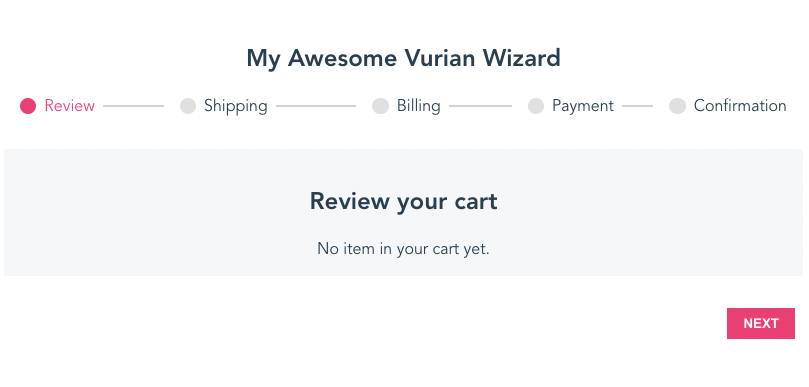 My Awesome Vurian Wizard
Review Shipping Billing Payment Confirmation
Review your cart
No item in your cart yet.
NEXT